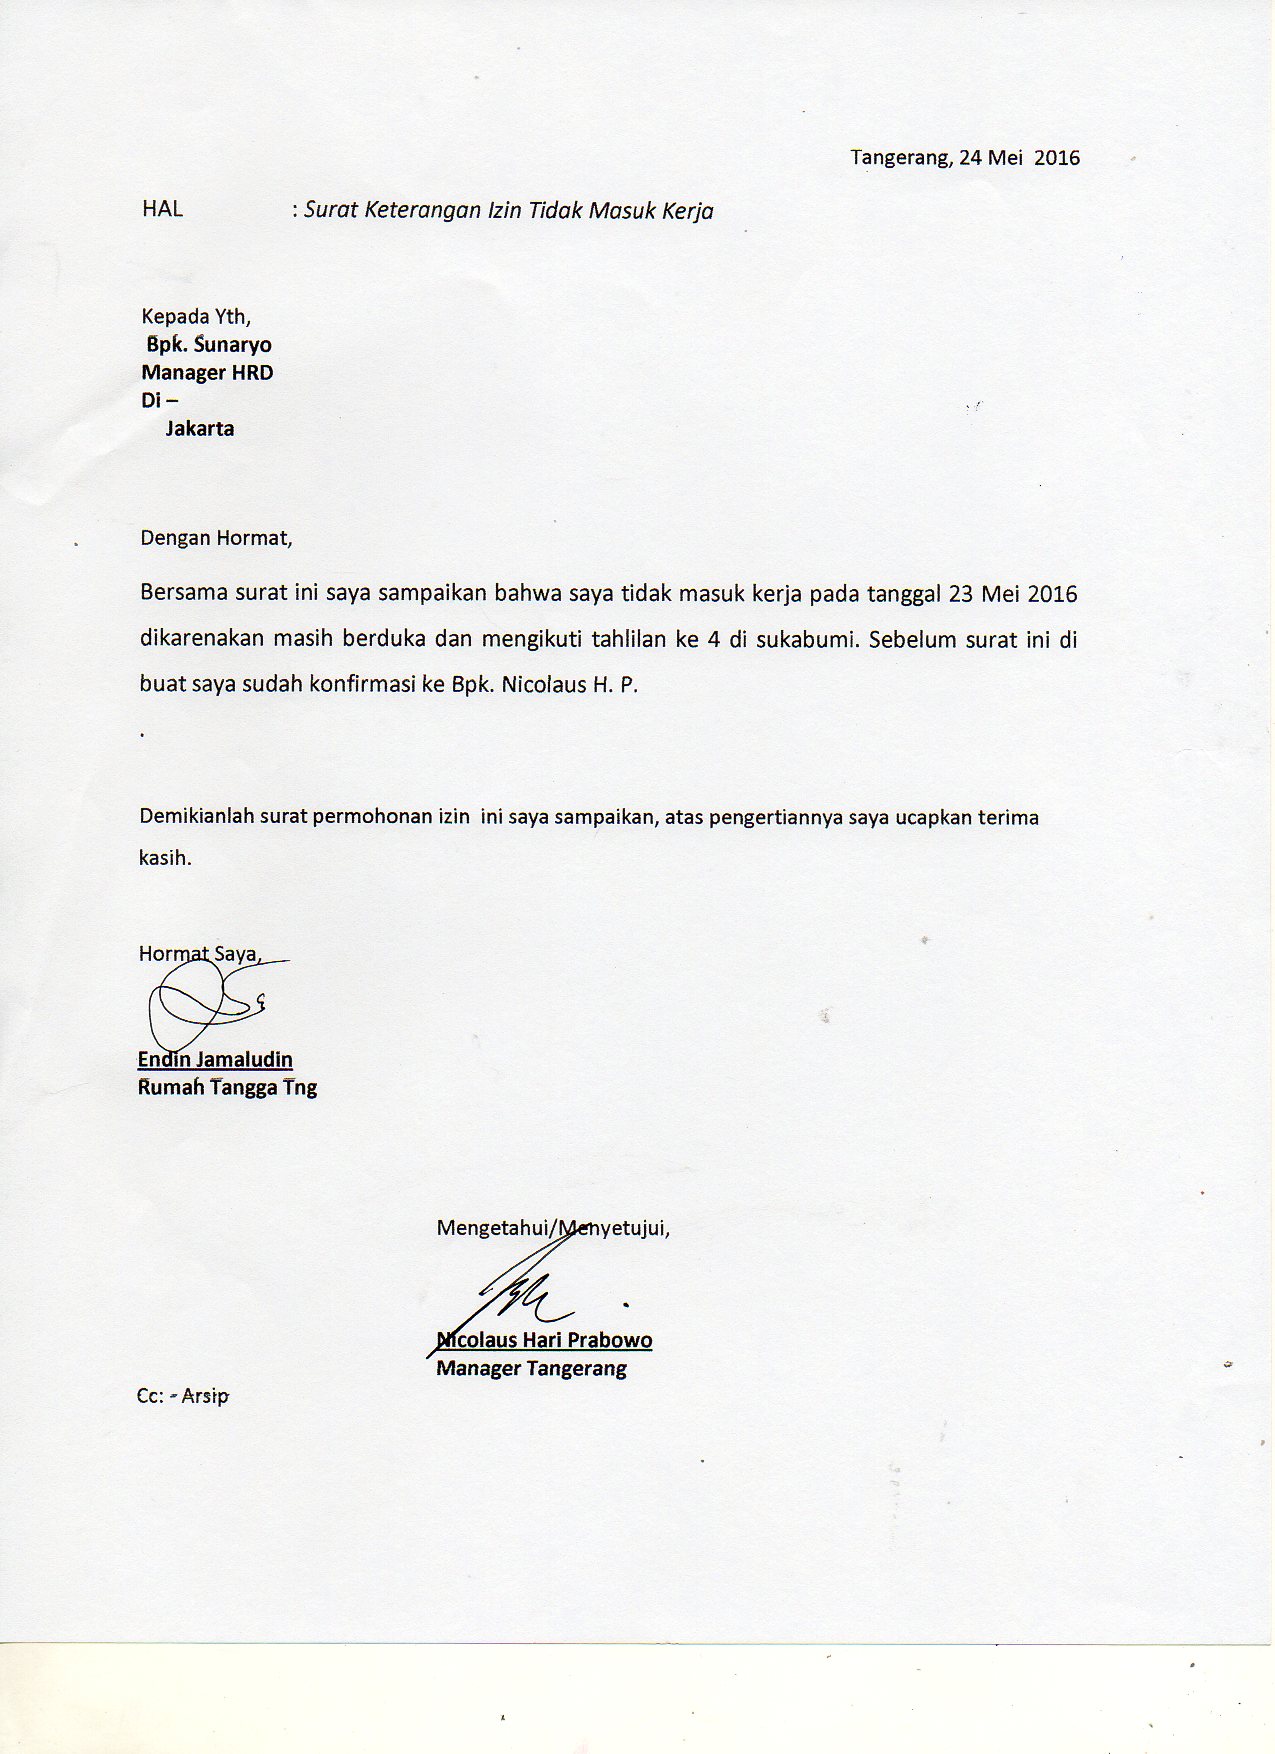 Tangerang, 24 Mei 2016
HAL : Surat Keterangan Izin Tidak Masuk Kerja
Kepada Yth,
Bpk. Sunaryo
Manager HRD
Di –
Jakarta
Dengan Hormat,
Bersama surat ini saya sampaikan bahwa saya tidak masuk kerja pada tanggal 23 Mei 2016
dikarenakan masih berduka dan mengikuti tahlilan ke 4 di sukabumi. Sebelum surat ini di
buat saya sudah konfirmasi ke Bpk. Nicolaus H. P.
.
Demikianlah surat permohonan izin ini saya sampaikan, atas pengertiannya saya ucapkan terima
kasih.
Hormat Saya,
Endin Jamaludin
Rumah Tangga Tng
Mengetahui/Menyetujui,
Nicolaus Hari Prabowo
Manager Tangerang
Cc: - Arsip